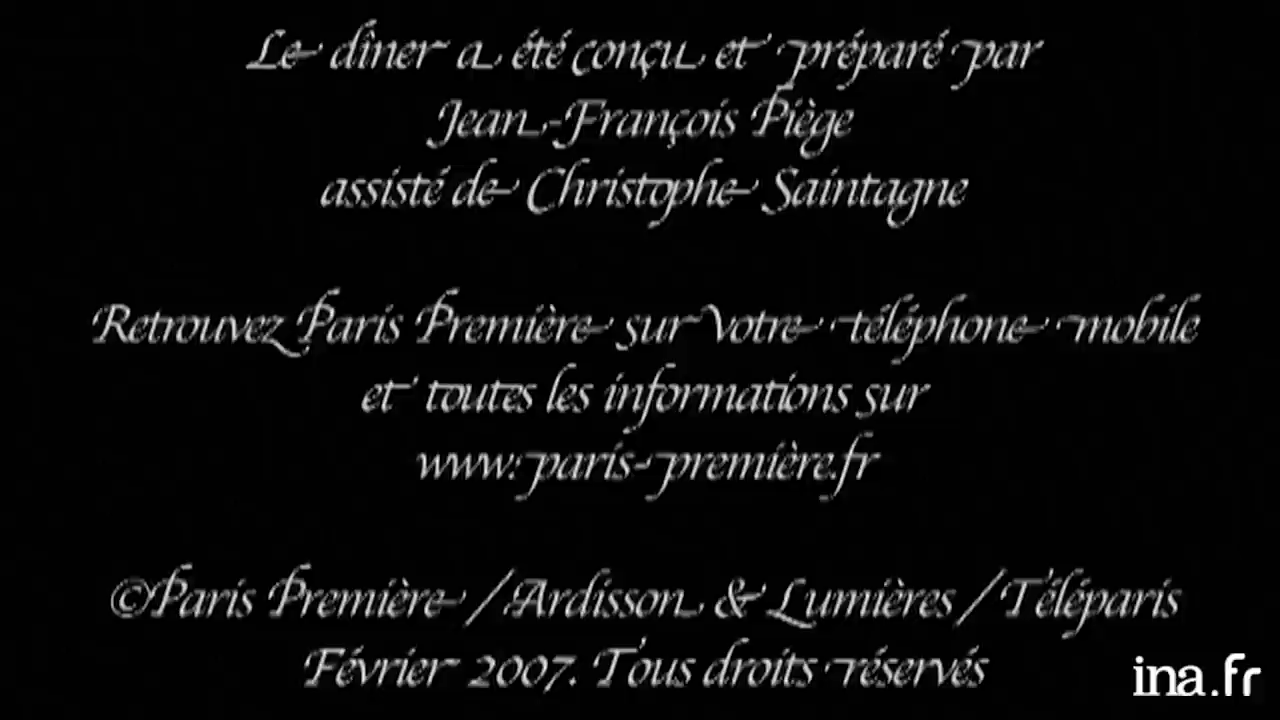 Le dîner a été conçu et préparé par
Jean-François Piège
assisté de Christophe Saintagne
Retrouvez Paris Première sur votre téléphone mobile
et toutes les informations sur
www.paris-première.fr
©Paris Première / Ardisson & Lumières / Téléparis
Février 2007. Tous droits réservés
ina.fr